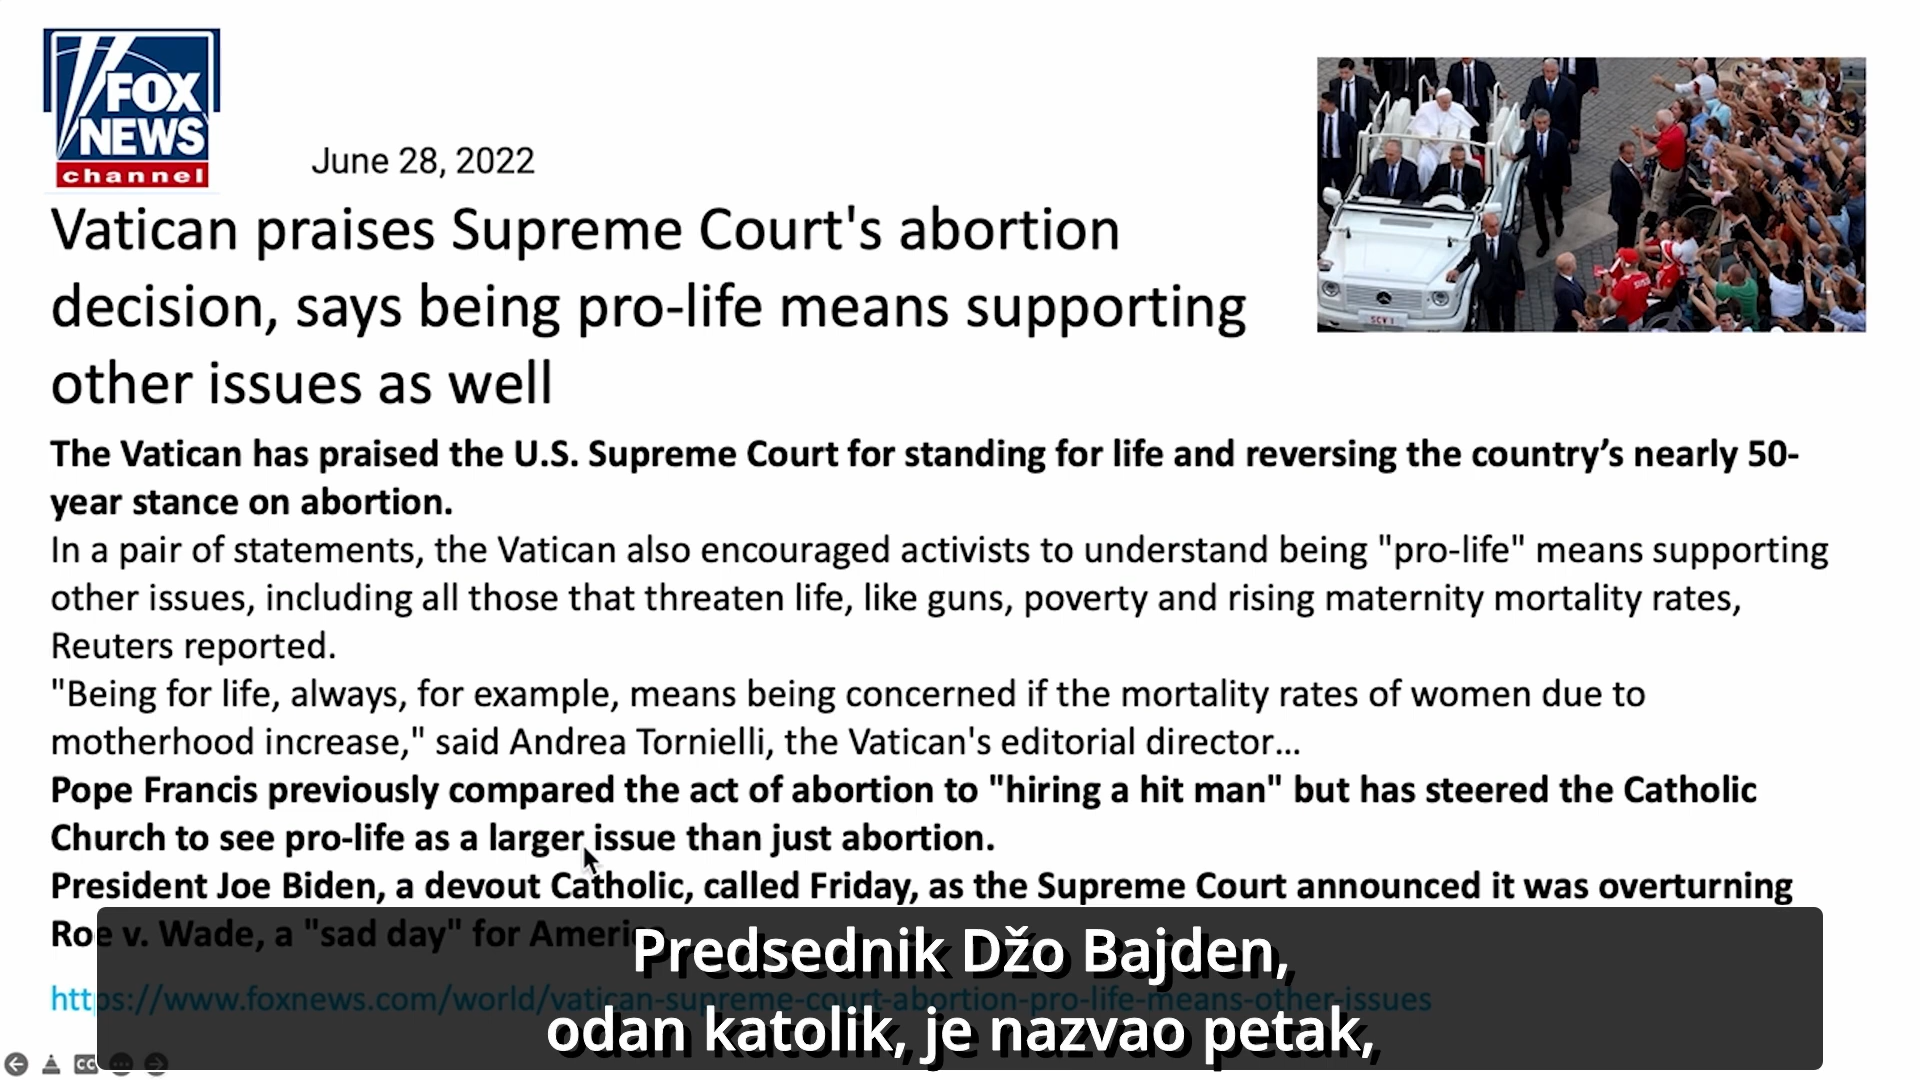 FOX
NEWS
channel
June 28, 2022
Vatican praises Supreme Court's abortion
decision, says being pro-life means supporting
other issues as well
The Vatican has praised the U.S. Supreme Court for standing for life and reversing the country’s nearly 50-
year stance on abortion.
In a pair of statements, the Vatican also encouraged activists to understand being "pro-life" means supporting
other issues, including all those that threaten life, like guns, poverty and rising maternity mortality rates,
Reuters reported.
"Being for life, always, for example, means being concerned if the mortality rates of women due to
motherhood increase," said Andrea Tornielli, the Vatican's editorial director...
Pope Francis previously compared the act of abortion to "hiring a hit man" but has steered the Catholic
Church to see pro-life as a larger issue than just abortion.
President Joe Biden, a devout Catholic, called Friday, as the Supreme Court announced it was overturning
Roe v. Wade, a "sad day" for
https://www.foxnews.com/world/vatican-supreme-court-abortion-pro-life-means-other-issues
Predsednik Džo Bajden,
odan katolik, je nazvao petak,
SCV 1
CC